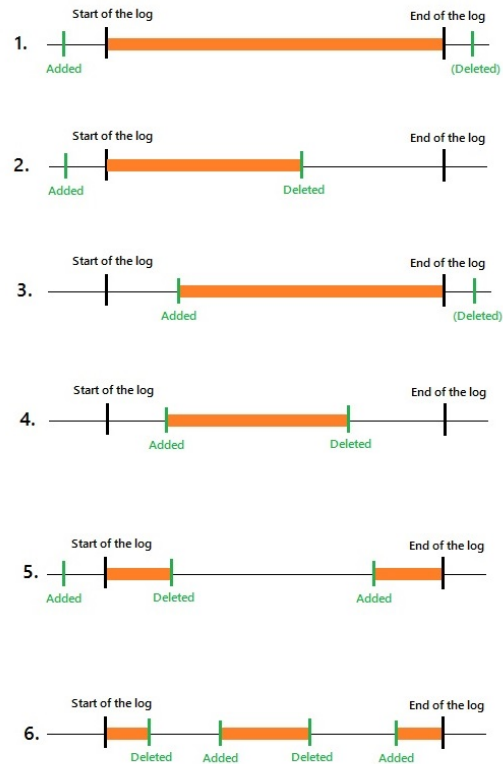 Start of the log End of the log
1.
Added (Deleted)
Start of the log End of the log
2.
Added Deleted
Start of the log End of the log
3.
Added (Deleted)
Start of the log End of the log
4.
Added Deleted
Start of the log End of the log
5.
Added Deleted Added
Start of the log End of the log
6.
Deleted Added Deleted Added